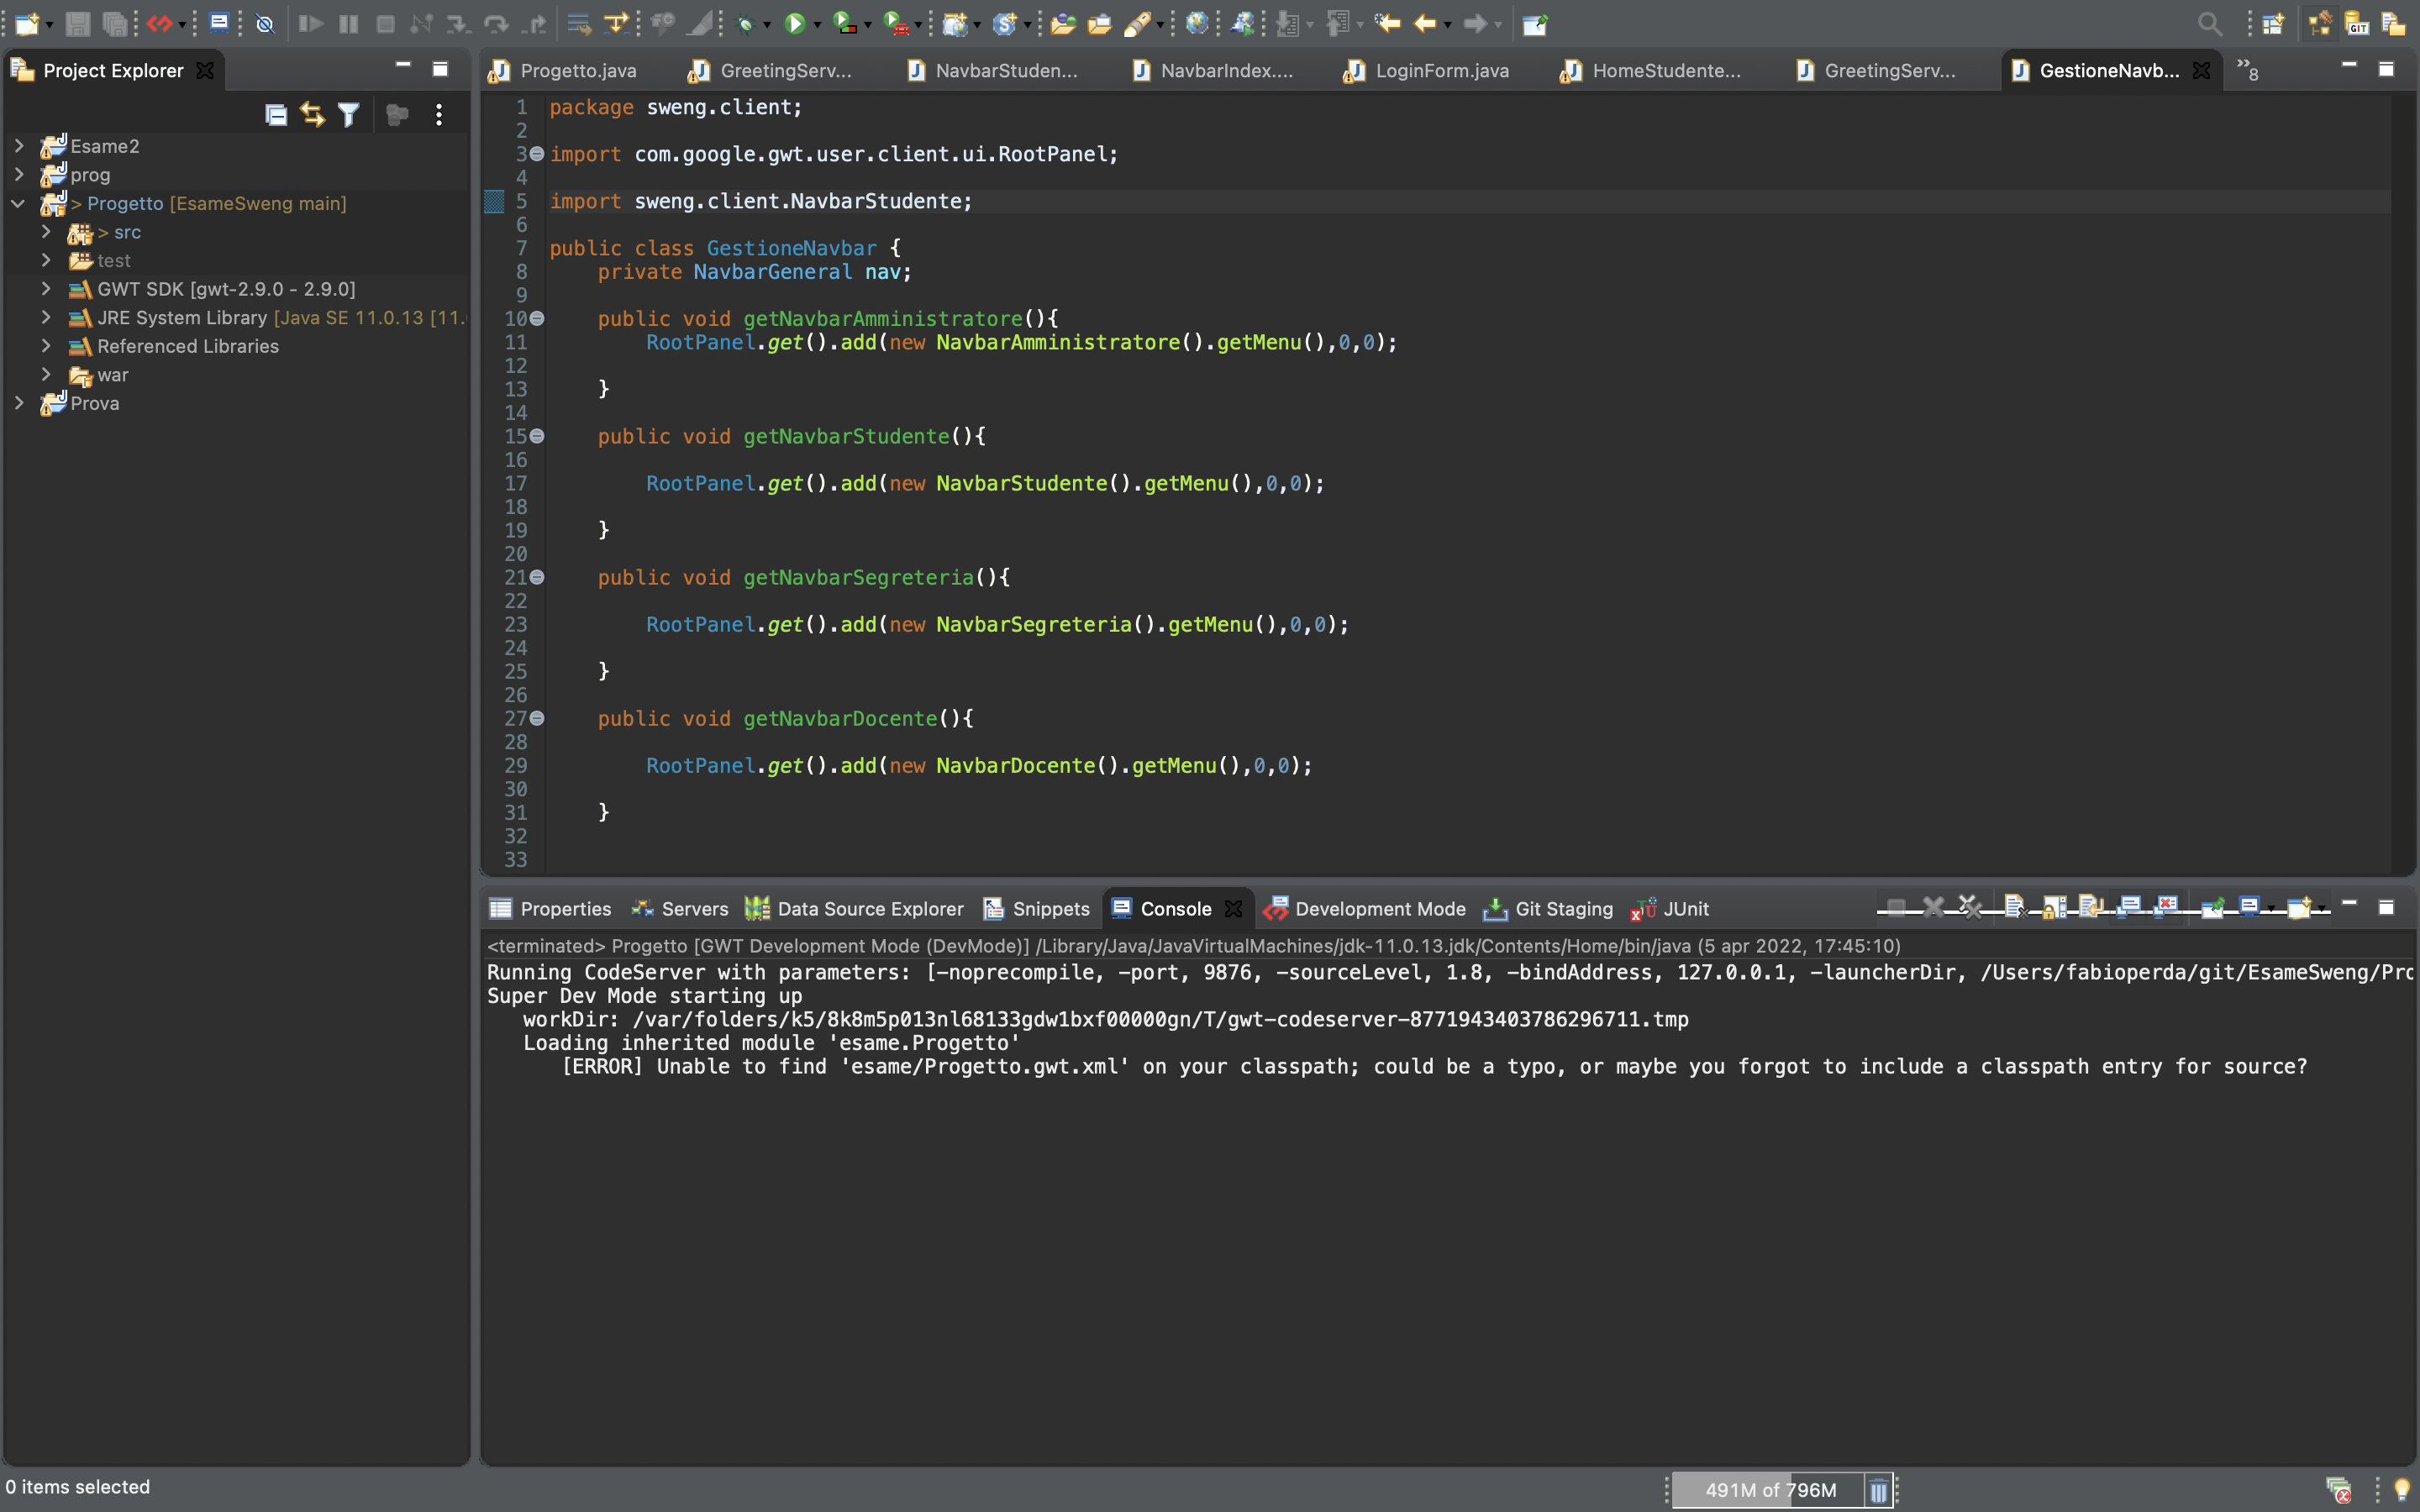 Project Explorer
Esame2
prog
> Progetto [EsameSweng main]
> src
test
GWT SDK [gwt-2.9.0 - 2.9.0]
JRE System Library [Java SE 11.0.13 [11.
Referenced Libraries
war
Prova
Progetto.java
GreetingServ...
NavbarStuden...
NavbarIndex....
LoginForm.java
HomeStudente...
GreetingServ...
GestioneNavb...
»8
1 package sweng.client;
2
3 import com.google.gwt.user.client.ui.RootPanel;
4
5 import sweng.client.NavbarStudente;
6
7 public class GestioneNavbar {
8 private NavbarGeneral nav;
9
10 public void getNavbarAmministratore(){
11 RootPanel.get().add(new NavbarAmministratore().getMenu(),0,0);
12
13 }
14
15 public void getNavbarStudente(){
16
17 RootPanel.get().add(new NavbarStudente().getMenu(),0,0);
18
19 }
20
21 public void getNavbarSegreteria(){
22
23 RootPanel.get().add(new NavbarSegreteria().getMenu(),0,0);
24
25 }
26
27 public void getNavbarDocente(){
28
29 RootPanel.get().add(new NavbarDocente().getMenu(),0,0);
30
31 }
32
33
Properties
Servers
Data Source Explorer
Snippets
Console
Development Mode
Git Staging
JUnit
<terminated> Progetto [GWT Development Mode (DevMode)] /Library/Java/JavaVirtualMachines/jdk-11.0.13.jdk/Contents/Home/bin/java (5 apr 2022, 17:45:10)
Running CodeServer with parameters: [-noprecompile, -port, 9876, -sourceLevel, 1.8, -bindAddress, 127.0.0.1, -launcherDir, /Users/fabioperda/git/EsameSweng/Pro
Super Dev Mode starting up
workDir: /var/folders/k5/8k8m5p013nl68133gdw1bxf00000gn/T/gwt-codeserver-8771943403786296711.tmp
Loading inherited module 'esame.Progetto'
[ERROR] Unable to find 'esame/Progetto.gwt.xml' on your classpath; could be a typo, or maybe you forgot to include a classpath entry for source?
0 items selected
491M of 796M